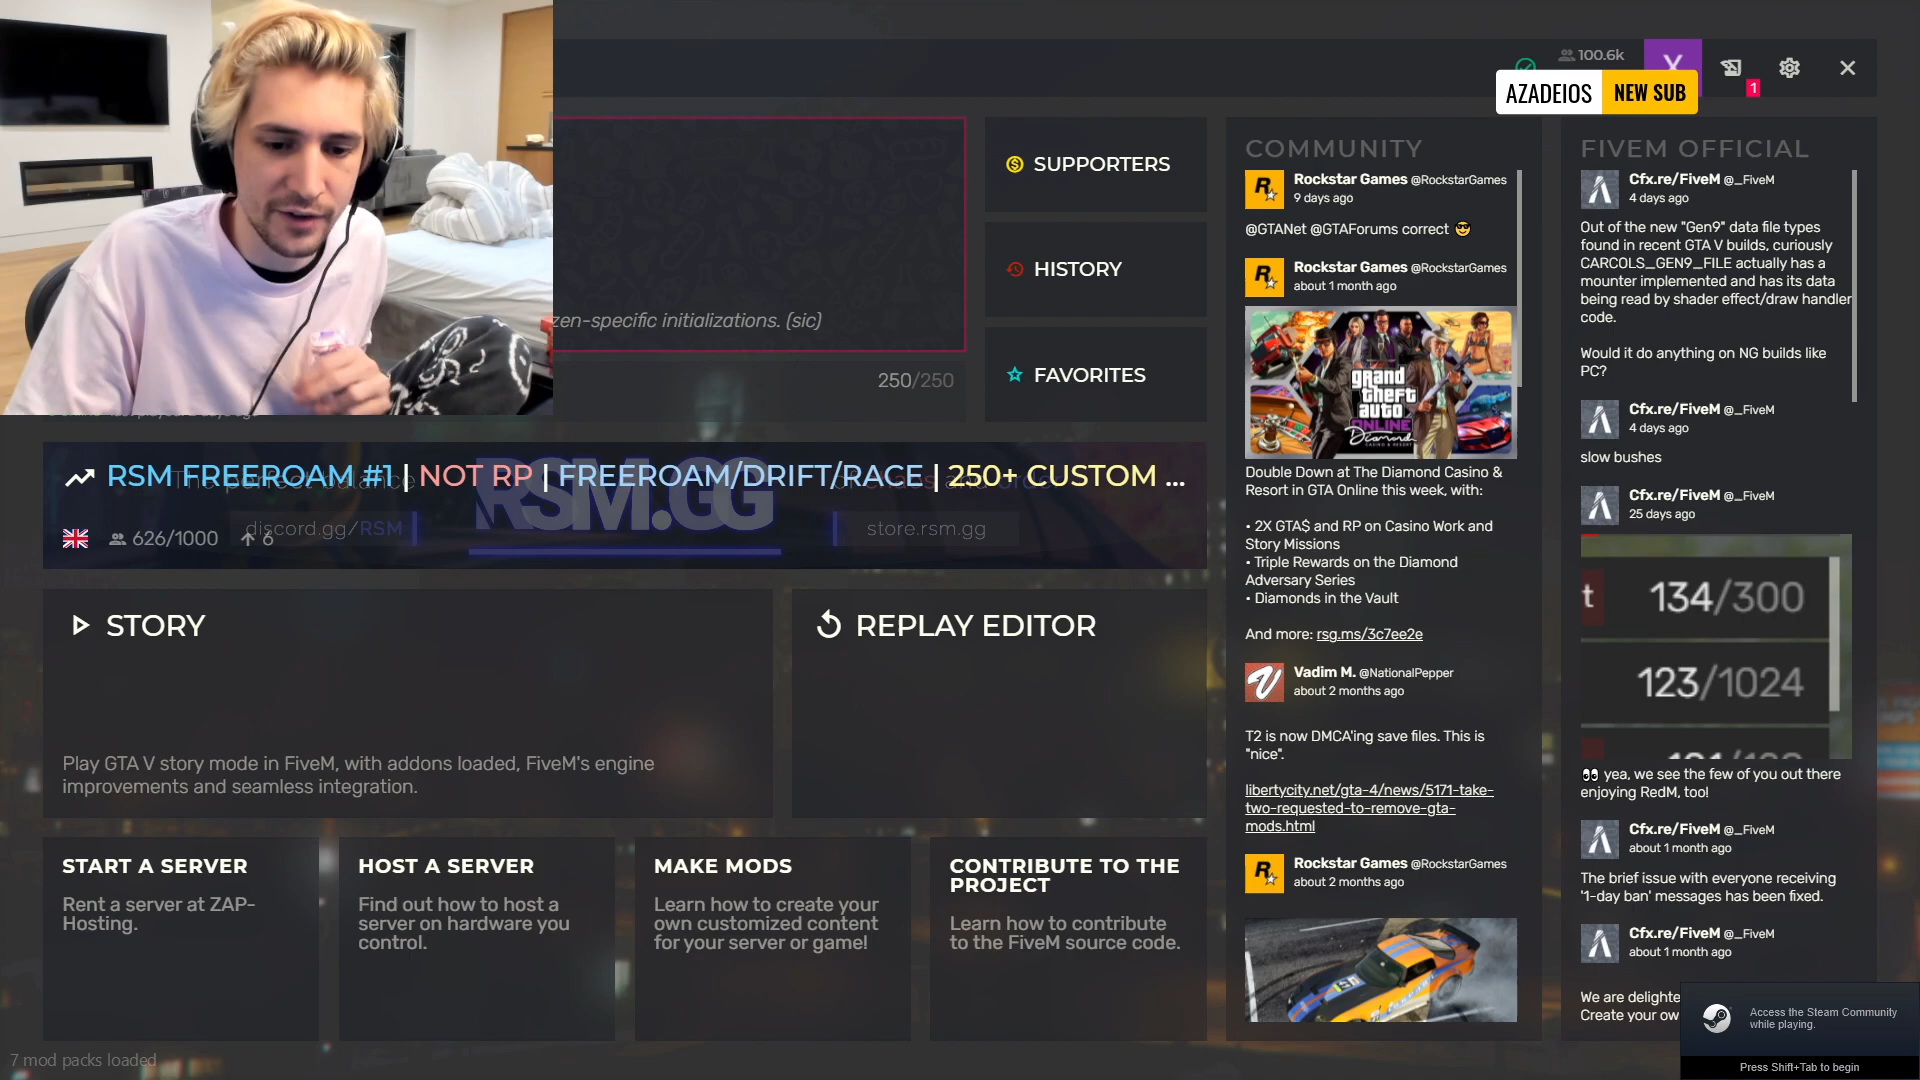 100.6k
X
1
AZADEIOS NEW SUB
zen-specific initializations. (sic)
250/250
SUPPORTERS
HISTORY
FAVORITES
RSM FREEROAM #1 | NOT RP | FREEROAM/DRIFT/RACE | 250+ CUSTOM ...
RSM.GG
discord.gg/RSM
store.rsm.gg
626/1000
6
STORY
Play GTA V story mode in FiveM, with addons loaded, FiveM's engine
improvements and seamless integration.
REPLAY EDITOR
START A SERVER
Rent a server at ZAP-
Hosting.
HOST A SERVER
Find out how to host a
server on hardware you
control.
MAKE MODS
Learn how to create your
own customized content
for your server or game!
CONTRIBUTE TO THE
PROJECT
Learn how to contribute
to the FiveM source code.
7 mod packs loaded
COMMUNITY
Rockstar Games @RockstarGames
9 days ago
@GTANet @GTAForums correct 😎
Rockstar Games @RockstarGames
about 1 month ago
grand
theft
auto
ONLINE
Diamond
CASINO & RESORT
Double Down at The Diamond Casino &
Resort in GTA Online this week, with:
• 2X GTA$ and RP on Casino Work and
Story Missions
• Triple Rewards on the Diamond
Adversary Series
• Diamonds in the Vault
And more: rsg.ms/3c7ee2e
Vadim M. @NationalPepper
about 2 months ago
T2 is now DMCA'ing save files. This is
"nice".
libertycity.net/gta-4/news/5171-take-
two-requested-to-remove-gta-
mods.html
Rockstar Games @RockstarGames
about 2 months ago
FIVEM OFFICIAL
Cfx.re/FiveM @_FiveM
4 days ago
Out of the new "Gen9" data file types
found in recent GTA V builds, curiously
CARCOLS_GEN9_FILE actually has a
mounter implemented and has its data
being read by shader effect/draw handler
code.
Would it do anything on NG builds like
PC?
Cfx.re/FiveM @_FiveM
4 days ago
slow bushes
Cfx.re/FiveM @_FiveM
25 days ago
t 134/300
123/1024
👀 yea, we see the few of you out there
enjoying RedM, too!
Cfx.re/FiveM @_FiveM
about 1 month ago
The brief issue with everyone receiving
'1-day ban' messages has been fixed.
Cfx.re/FiveM @_FiveM
about 1 month ago
We are delighte
Create your ow
Access the Steam Community
while playing.
Press Shift+Tab to begin